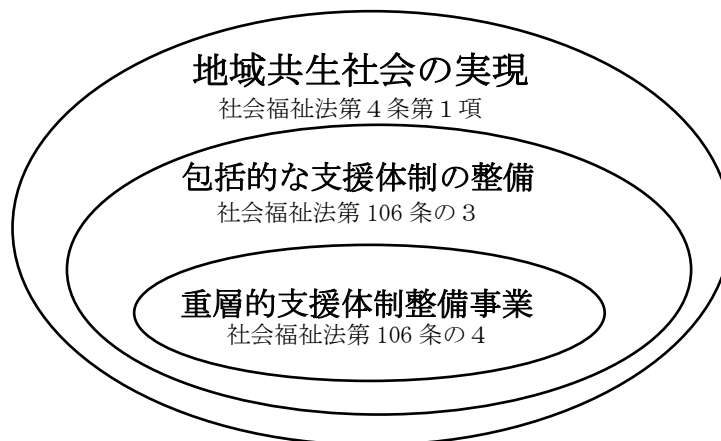 地域共生社会の実現
社会福祉法第４条第１項
包括的な支援体制の整備
社会福祉法第 106 条の３
重層的支援体制整備事業
社会福祉法第 106 条の４